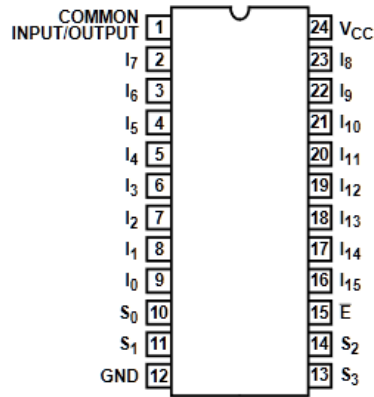 COMMON
INPUT/OUTPUT 1
I7 2
I6 3
I5 4
I4 5
I3 6
I2 7
I1 8
I0 9
S0 10
S1 11
GND 12
24 VCC
23 I8
22 I9
21 I10
20 I11
19 I12
18 I13
17 I14
16 I15
15 E̅
14 S2
13 S3